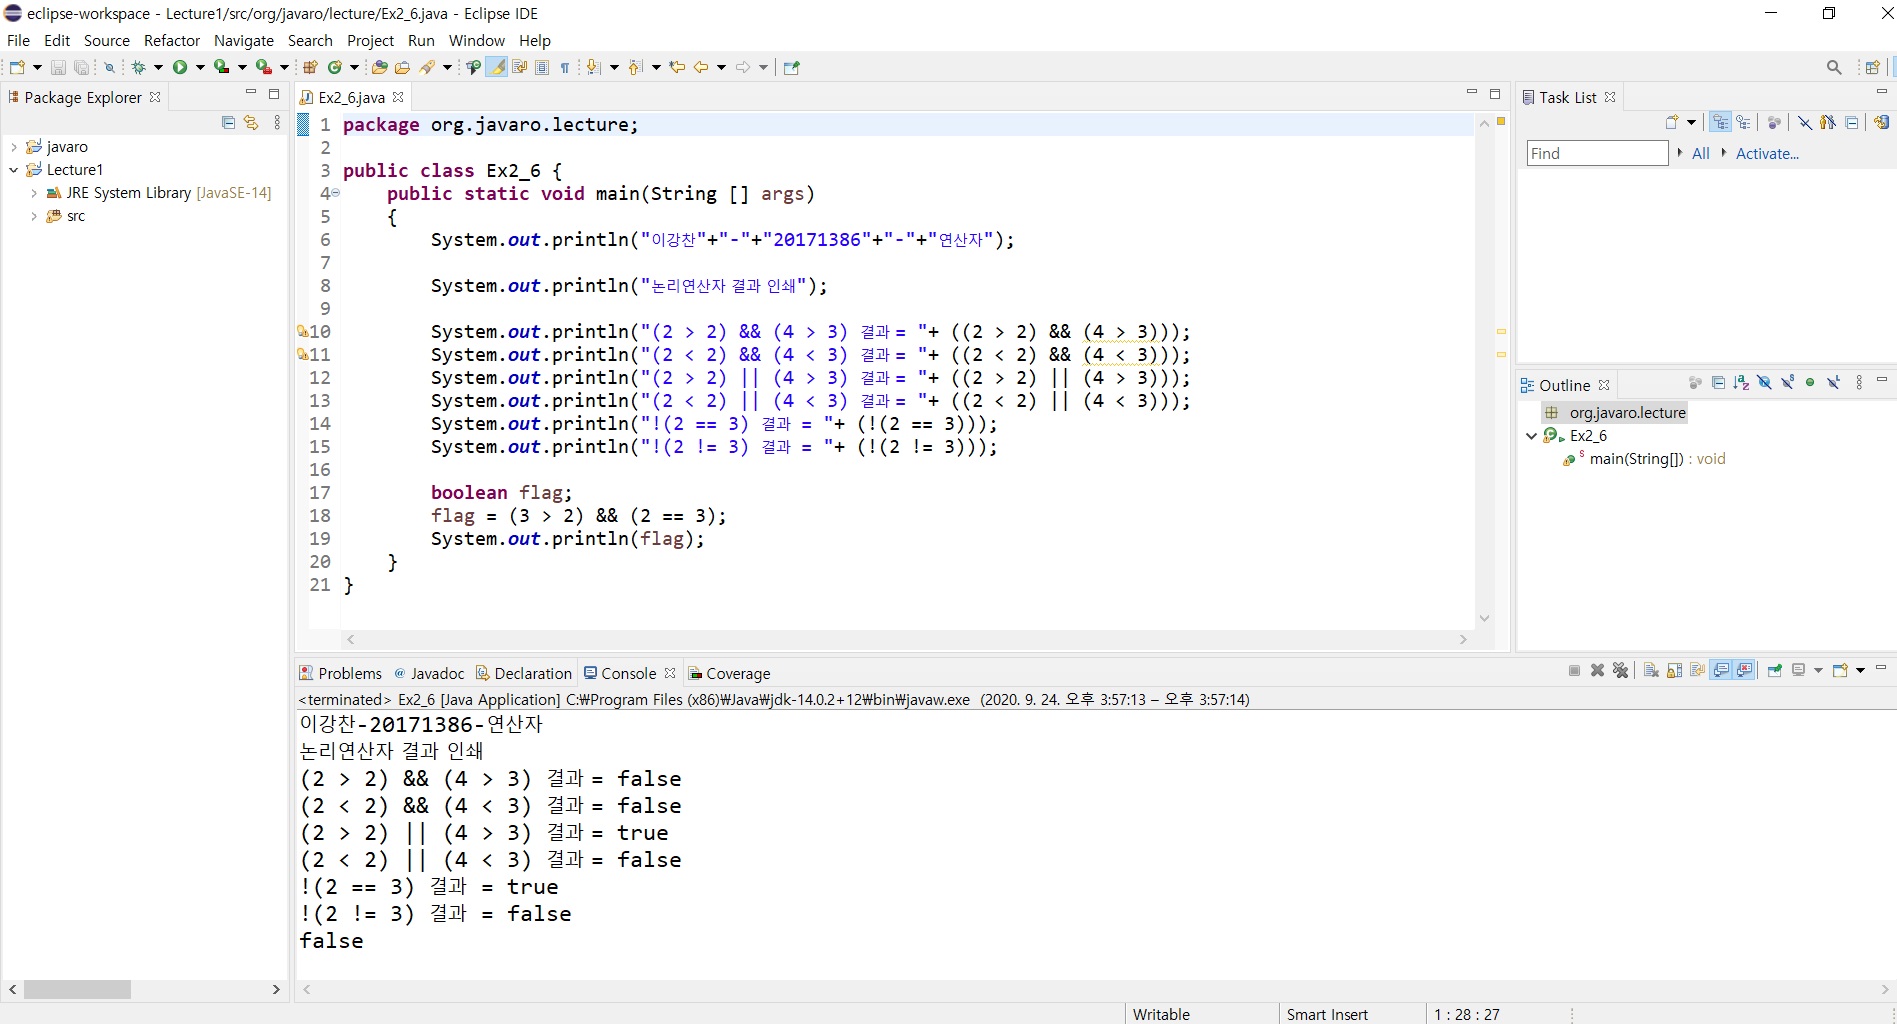 eclipse-workspace - Lecture1/src/org/javaro/lecture/Ex2_6.java - Eclipse IDE
File Edit Source Refactor Navigate Search Project Run Window Help
Package Explorer
javaro
Lecture1
JRE System Library [JavaSE-14]
src
Ex2_6.java
1 package org.javaro.lecture;
2
3 public class Ex2_6 {
4 public static void main(String [] args)
5 {
6 System.out.println("이강찬"+"-"+"20171386"+"-"+"연산자");
7
8 System.out.println("논리연산자 결과 인쇄");
9
10 System.out.println("(2 > 2) && (4 > 3) 결과 = "+ ((2 > 2) && (4 > 3)));
11 System.out.println("(2 < 2) && (4 < 3) 결과 = "+ ((2 < 2) && (4 < 3)));
12 System.out.println("(2 > 2) || (4 > 3) 결과 = "+ ((2 > 2) || (4 > 3)));
13 System.out.println("(2 < 2) || (4 < 3) 결과 = "+ ((2 < 2) || (4 < 3)));
14 System.out.println("!(2 == 3) 결과 = "+ (!(2 == 3)));
15 System.out.println("!(2 != 3) 결과 = "+ (!(2 != 3)));
16
17 boolean flag;
18 flag = (3 > 2) && (2 == 3);
19 System.out.println(flag);
20 }
21 }
Task List
Find All Activate...
Outline
org.javaro.lecture
Ex2_6
main(String[]) : void
Problems Javadoc Declaration Console Coverage
<terminated> Ex2_6 [Java Application] C:₩Program Files (x86)₩Java₩jdk-14.0.2+12₩bin₩javaw.exe (2020. 9. 24. 오후 3:57:13 – 오후 3:57:14)
이강찬-20171386-연산자
논리연산자 결과 인쇄
(2 > 2) && (4 > 3) 결과 = false
(2 < 2) && (4 < 3) 결과 = false
(2 > 2) || (4 > 3) 결과 = true
(2 < 2) || (4 < 3) 결과 = false
!(2 == 3) 결과 = true
!(2 != 3) 결과 = false
false
Writable Smart Insert 1 : 28 : 27